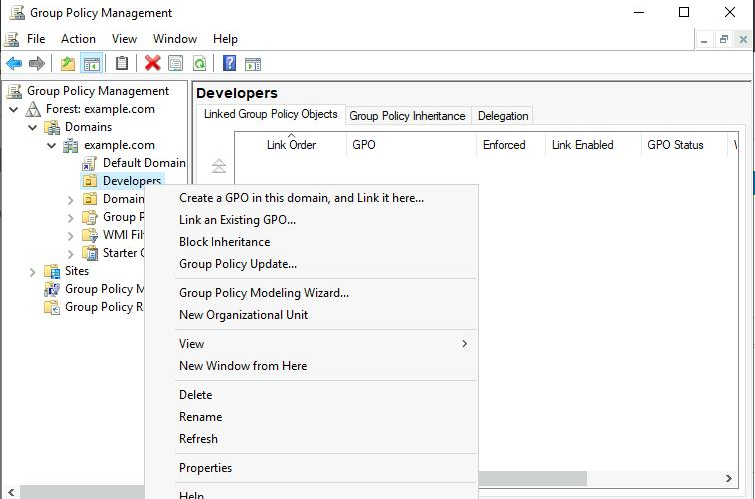 Group Policy Management
File Action View Window Help
Group Policy Management
Forest: example.com
Domains
example.com
Default Domain
Developers
Domain
Group P
WMI Fil
Starter G
Sites
Group Policy M
Group Policy R
Developers
Linked Group Policy Objects Group Policy Inheritance Delegation
Link Order GPO Enforced Link Enabled GPO Status
Create a GPO in this domain, and Link it here...
Link an Existing GPO...
Block Inheritance
Group Policy Update...
Group Policy Modeling Wizard...
New Organizational Unit
View
New Window from Here
Delete
Rename
Refresh
Properties
Help